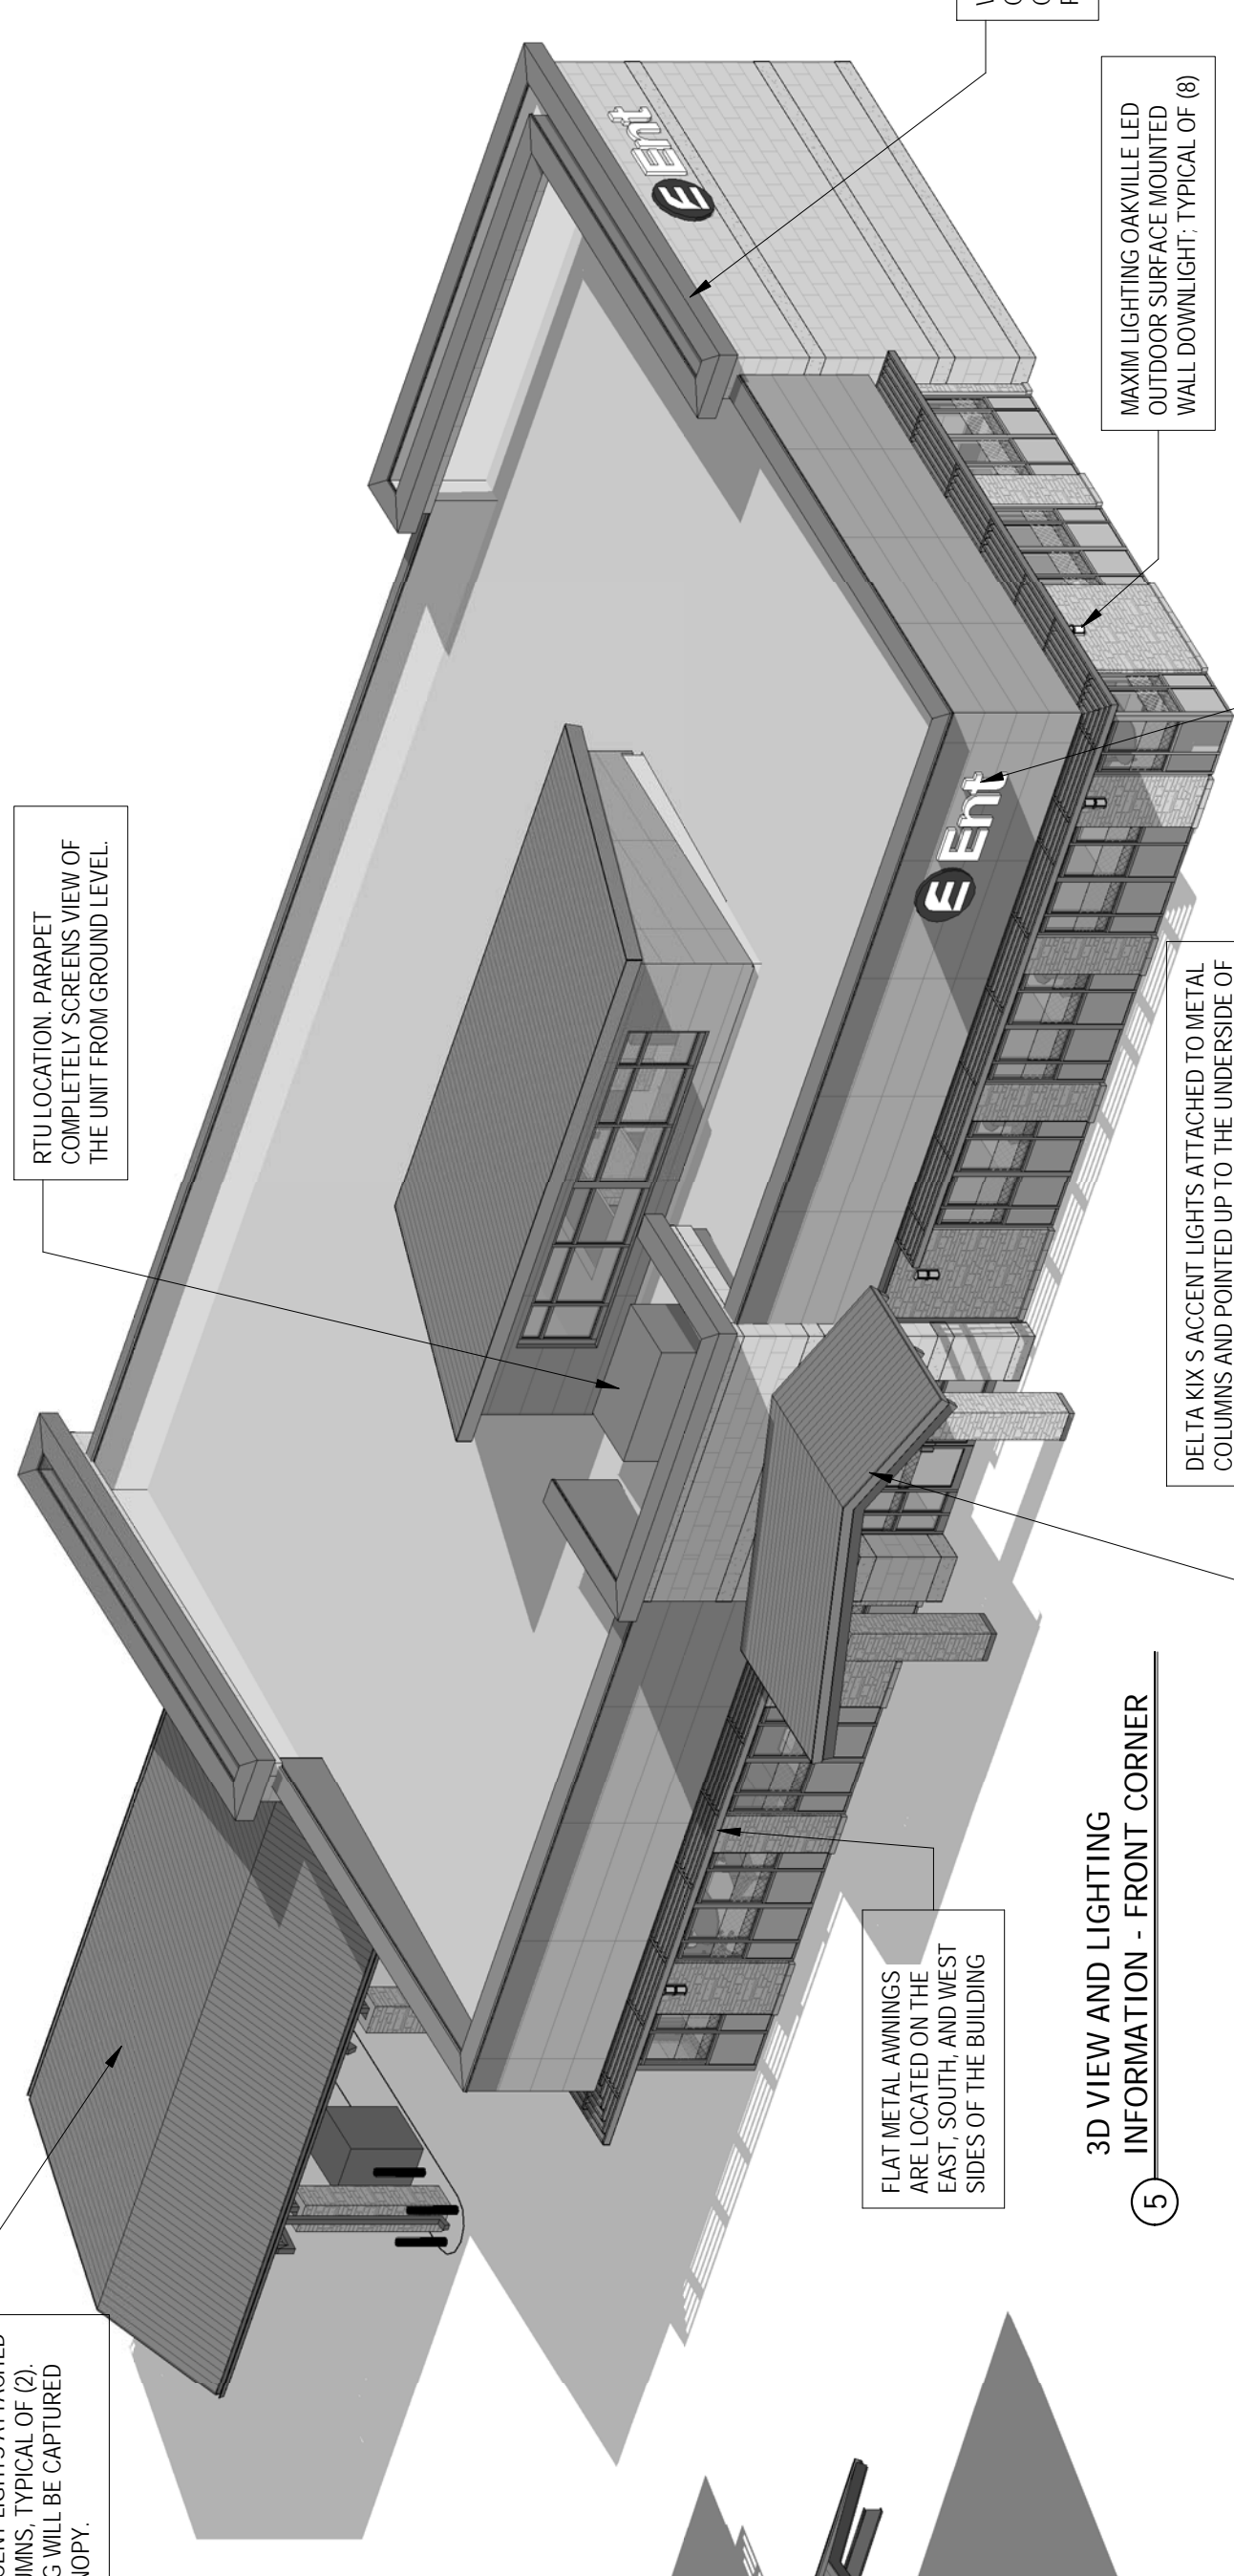 RTU LOCATION. PARAPET
COMPLETELY SCREENS VIEW OF
THE UNIT FROM GROUND LEVEL.
LIGHTS ATTACHED
TYPICAL OF (2).
WILL BE CAPTURED
E Ent
E Ent
MAXIM LIGHTING OAKVILLE LED
OUTDOOR SURFACE MOUNTED
WALL DOWNLIGHT; TYPICAL OF (8)
DELTA KIX S ACCENT LIGHTS ATTACHED TO METAL
COLUMNS AND POINTED UP TO THE UNDERSIDE OF
FLAT METAL AWNINGS
ARE LOCATED ON THE
EAST, SOUTH, AND WEST
SIDES OF THE BUILDING
5
3D VIEW AND LIGHTING
INFORMATION - FRONT CORNER